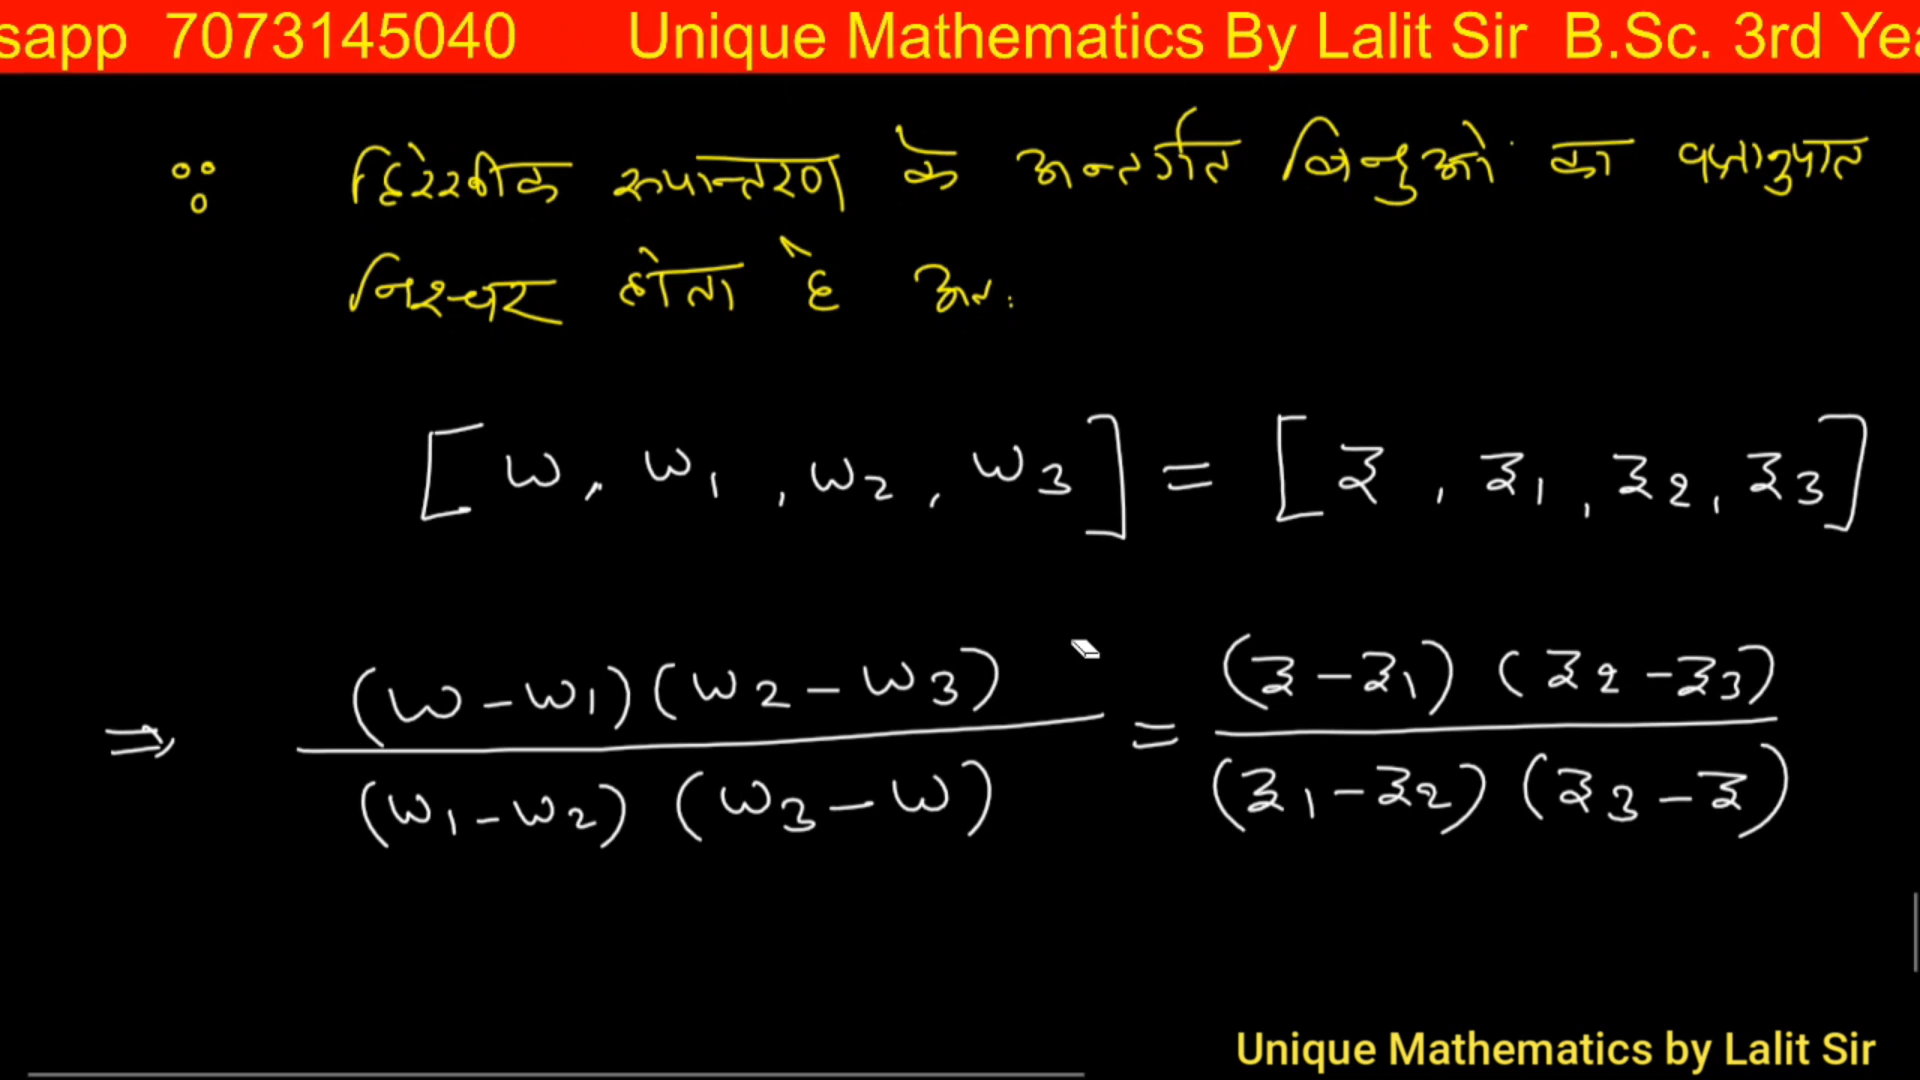 sapp 7073145040 Unique Mathematics By Lalit Sir B.Sc. 3rd Yea
∵ द्विरेखीक रूपान्तरण के अन्तर्गत बिन्दुओं का वज्रानुपात
निश्चर होता है अतः
[w, w₁, w₂, w₃] = [z, z₁, z₂, z₃]
⇒ (w-w₁)(w₂-w₃) / (w₁-w₂)(w₃-w) = (z-z₁)(z₂-z₃) / (z₁-z₂)(z₃-z)
Unique Mathematics by Lalit Sir